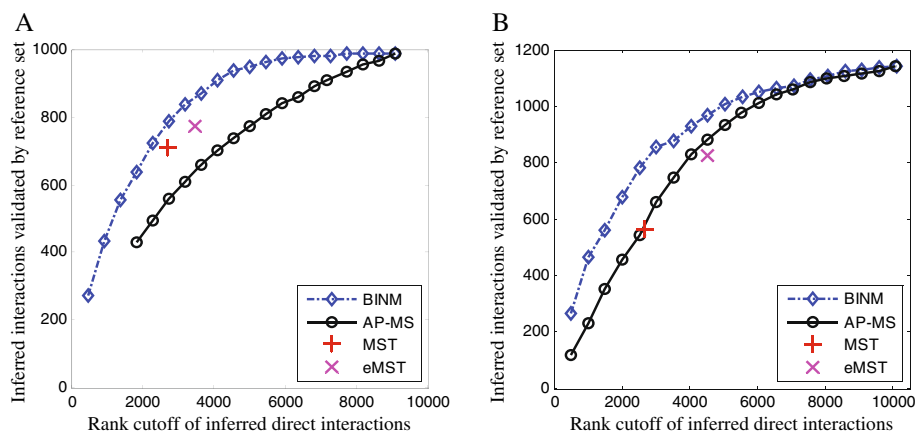 A
Inferred interactions validated by reference set
1000
800
600
400
200
0
0
2000
4000
6000
8000
10000
Rank cutoff of inferred direct interactions
BINM
AP-MS
MST
eMST
B
Inferred interactions validated by reference set
1200
1000
800
600
400
200
0
0
2000
4000
6000
8000
10000
Rank cutoff of inferred direct interactions
BINM
AP-MS
MST
eMST